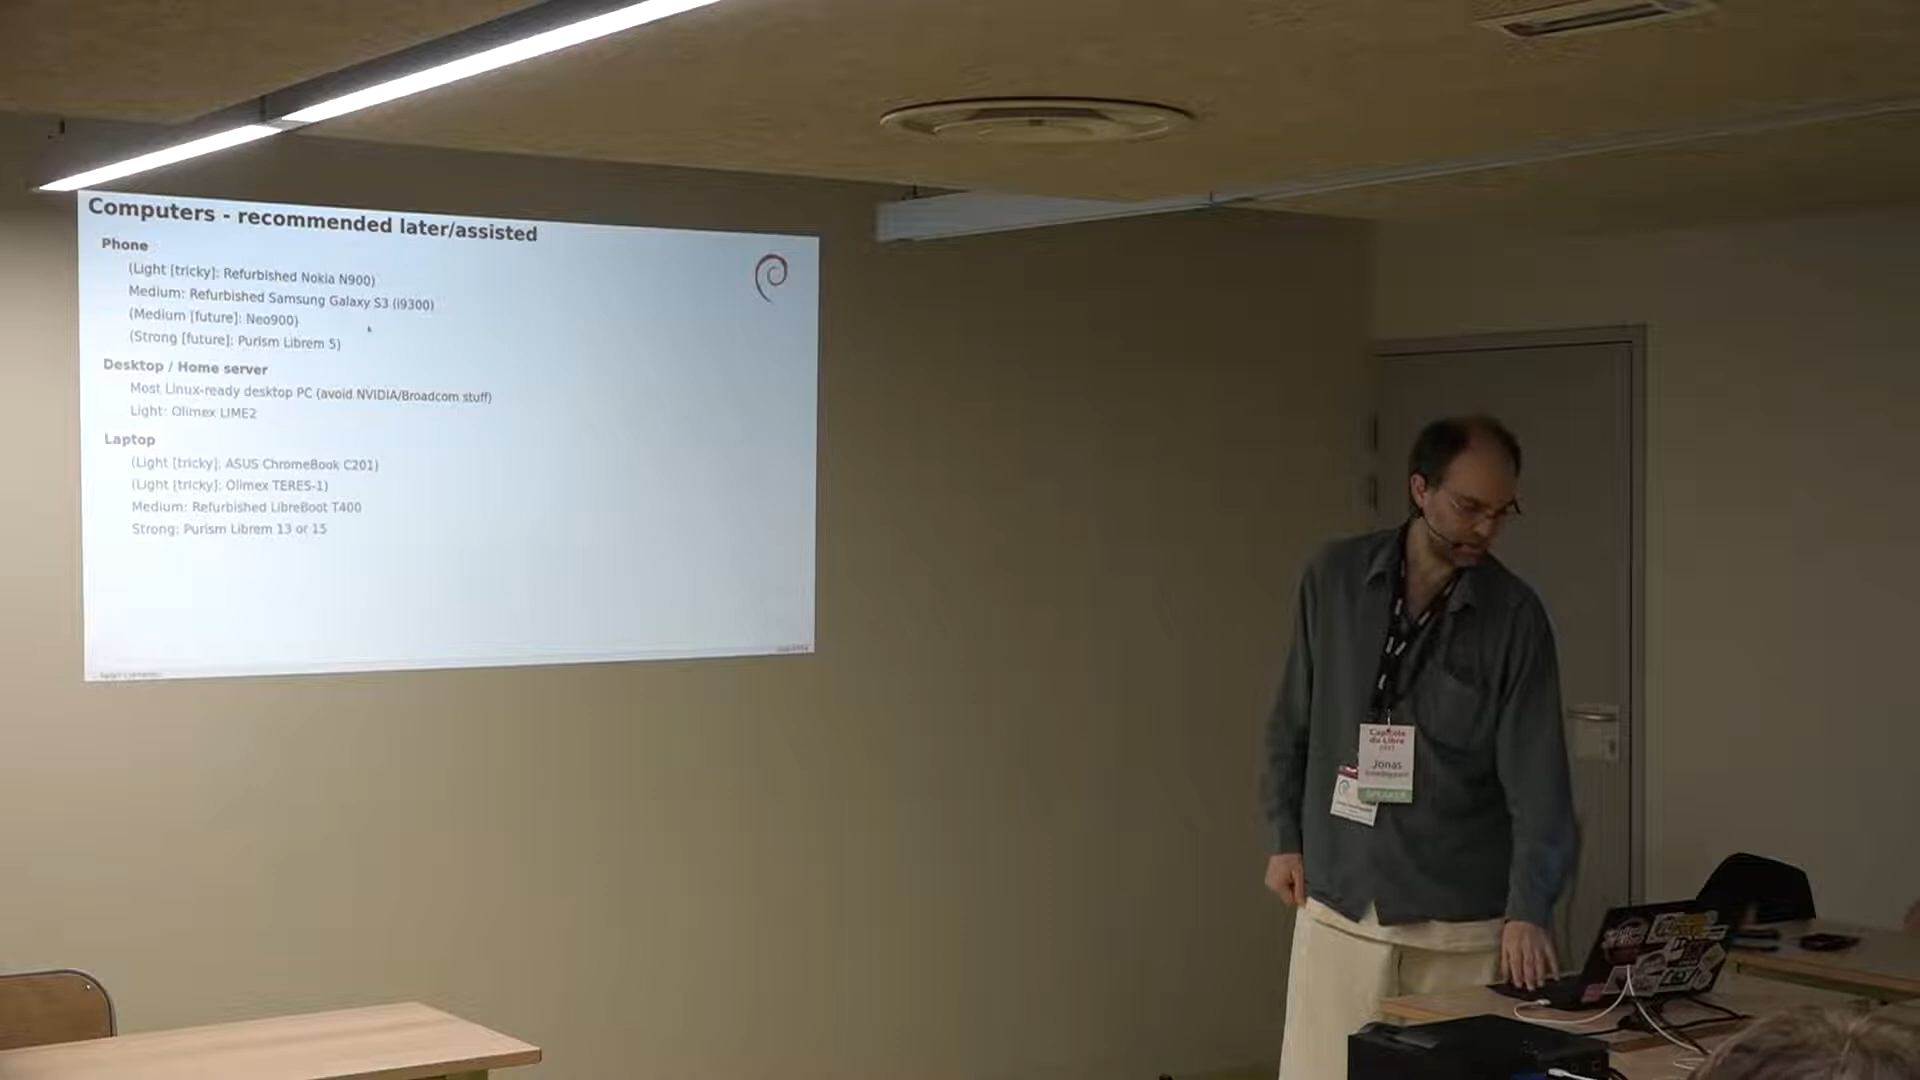 Computers - recommended later/assisted
Phone
(Light [tricky]: Refurbished Nokia N900)
Medium: Refurbished Samsung Galaxy S3 (i9300)
(Medium [future]: Neo900)
(Strong [future]: Purism Librem 5)
Desktop / Home server
Most Linux-ready desktop PC (avoid NVIDIA/Broadcom stuff)
Light: Olimex LIME2
Laptop
(Light [tricky]: ASUS ChromeBook C201)
(Light [tricky]: Olimex TERES-1)
Medium: Refurbished LibreBoot T400
Strong: Purism Librem 13 or 15
Capitole
du Libre
Jonas
SPEAKER